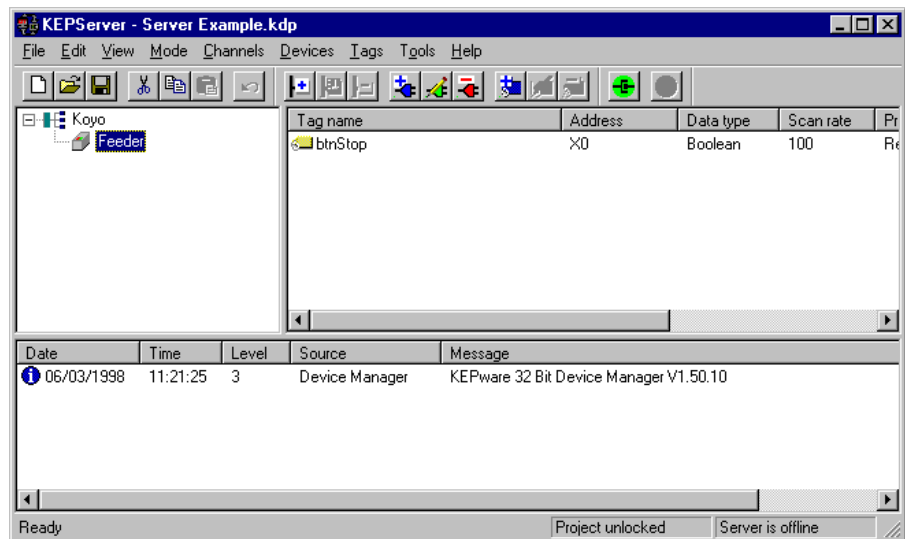 KEPServer - Server Example.kdp
File Edit View Mode Channels Devices Tags Tools Help
Koyo
Feeder
Tag name Address Data type Scan rate Pr
btnStop X0 Boolean 100 Re
Date Time Level Source Message
06/03/1998 11:21:25 3 Device Manager KEPware 32 Bit Device Manager V1.50.10
Ready Project unlocked Server is offline